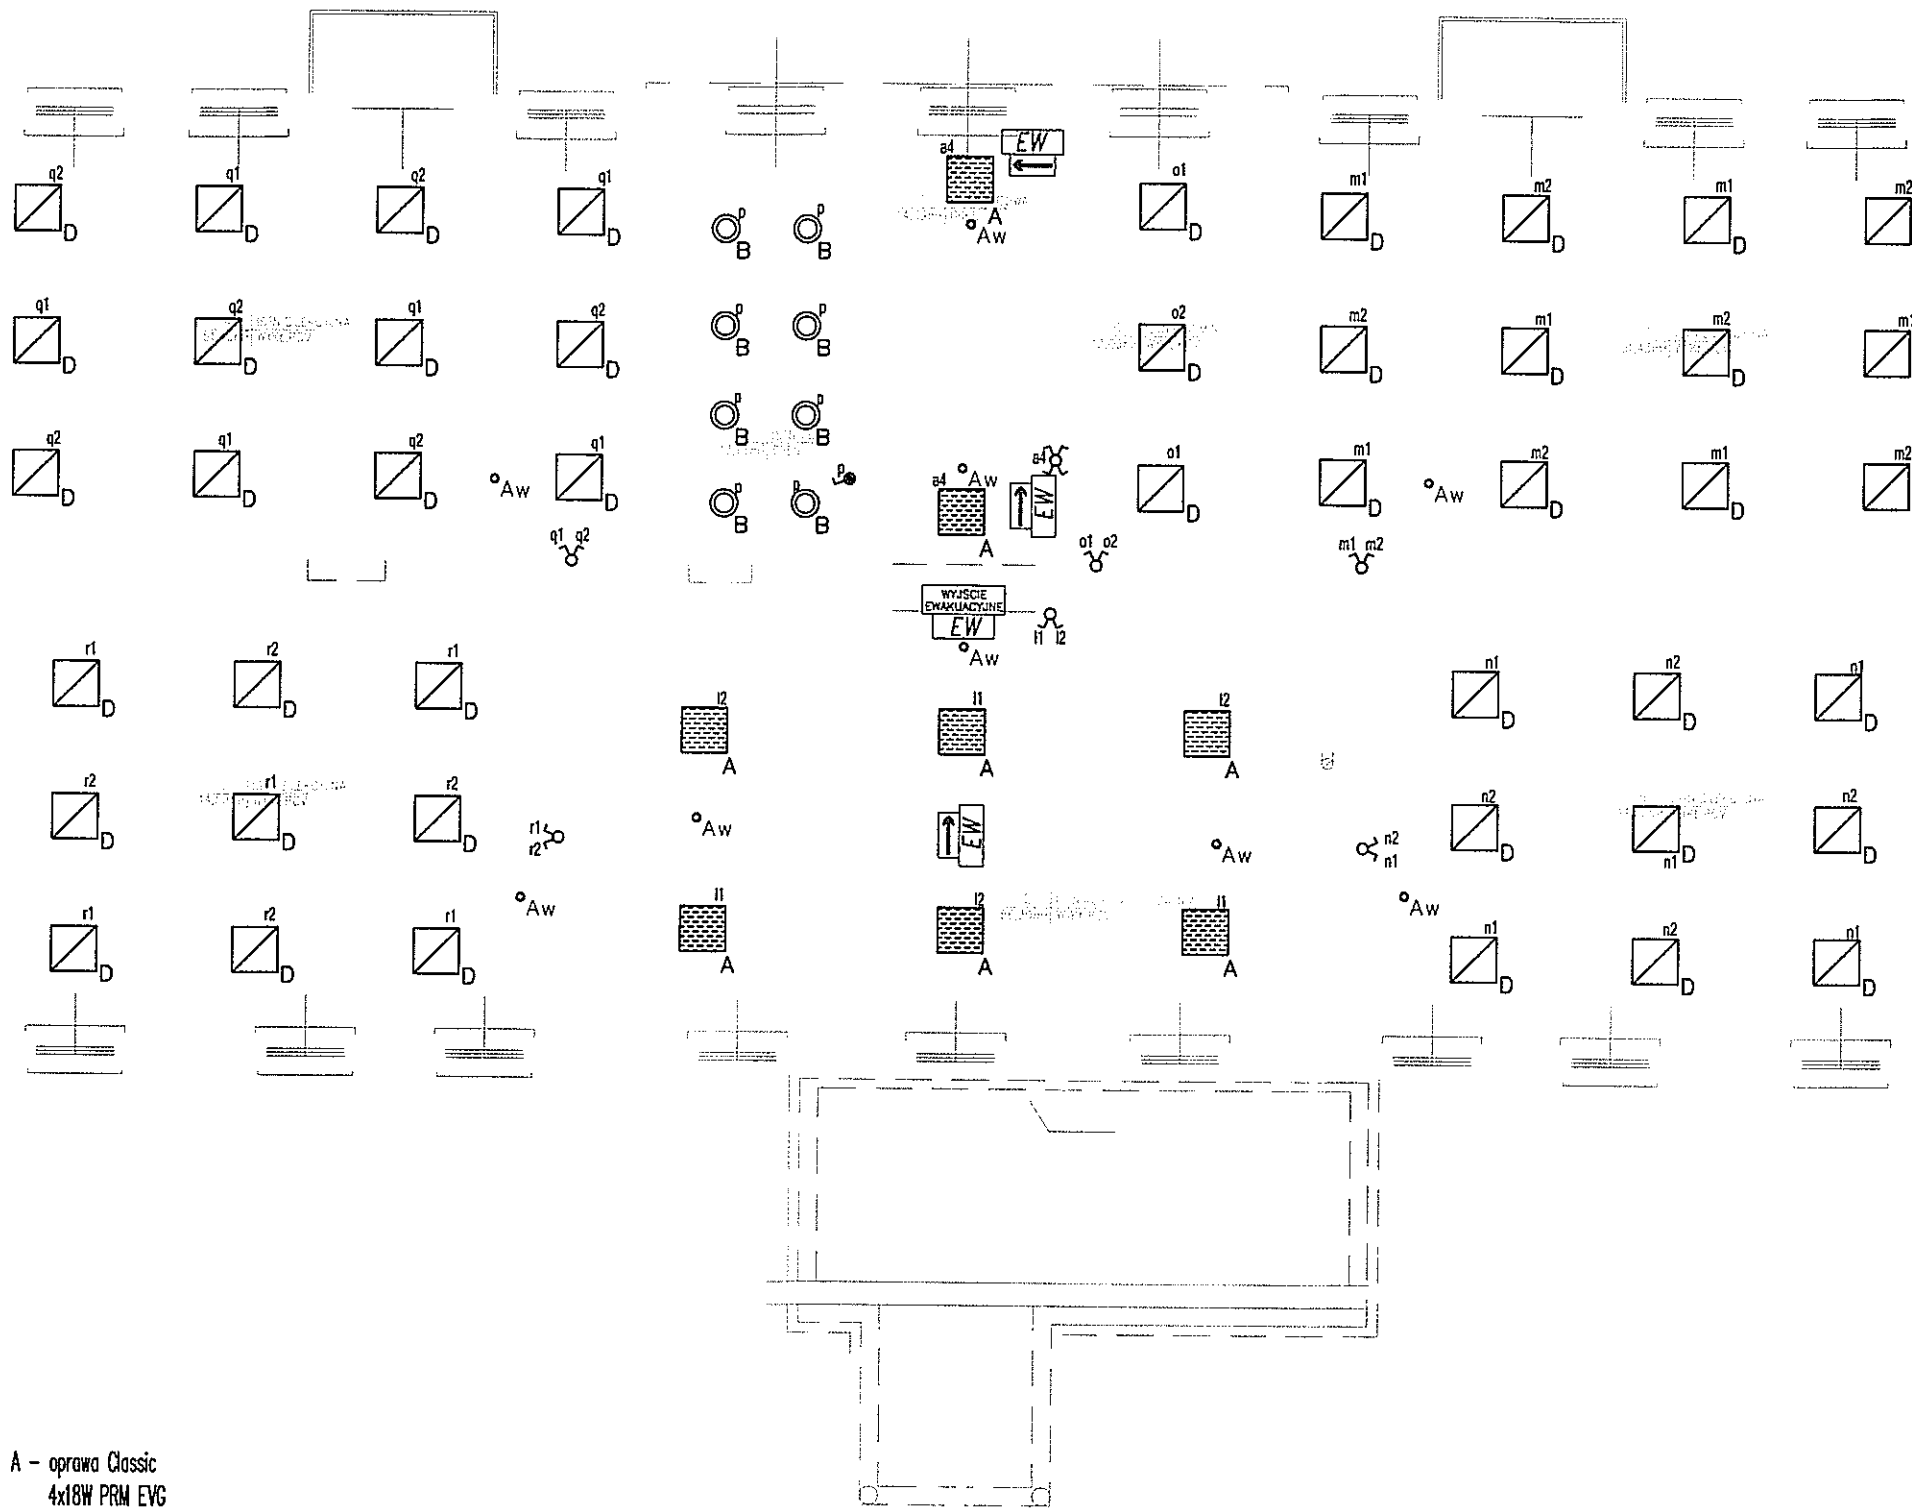 EW
a4
q2 q1 q2 q1 o1 m1 m2 m1 m2
p p
A
D D D D B B Aw D D D D
q1 q2 q1 q2 p p o2 m2 m1 m2
D D D D B B D D D D
p p
B B
q2 q1 q2 q1 a4 o1 m1 m2 m1 m2
p a4 Aw
D D Aw D D p p EW D D Aw D D
B B
A
q1 q2 o1 o2 m1 m2
WYJŚCIE
EWAKUACYJNE
EW
l1 l2
Aw
r1 r2 r1 n1 n2 n1
D D D l2 l1 l2 D D D
A A A
r2 r1 r2 n2 n2
D D D r1 Aw EW n2 D n1 D D
r2 Aw n1
Aw Aw
r1 r2 r1 l1 l2 l1 n1 n2 n1
D D D A A A D D D
A - oprawa Classic
4x18W PRM EVG